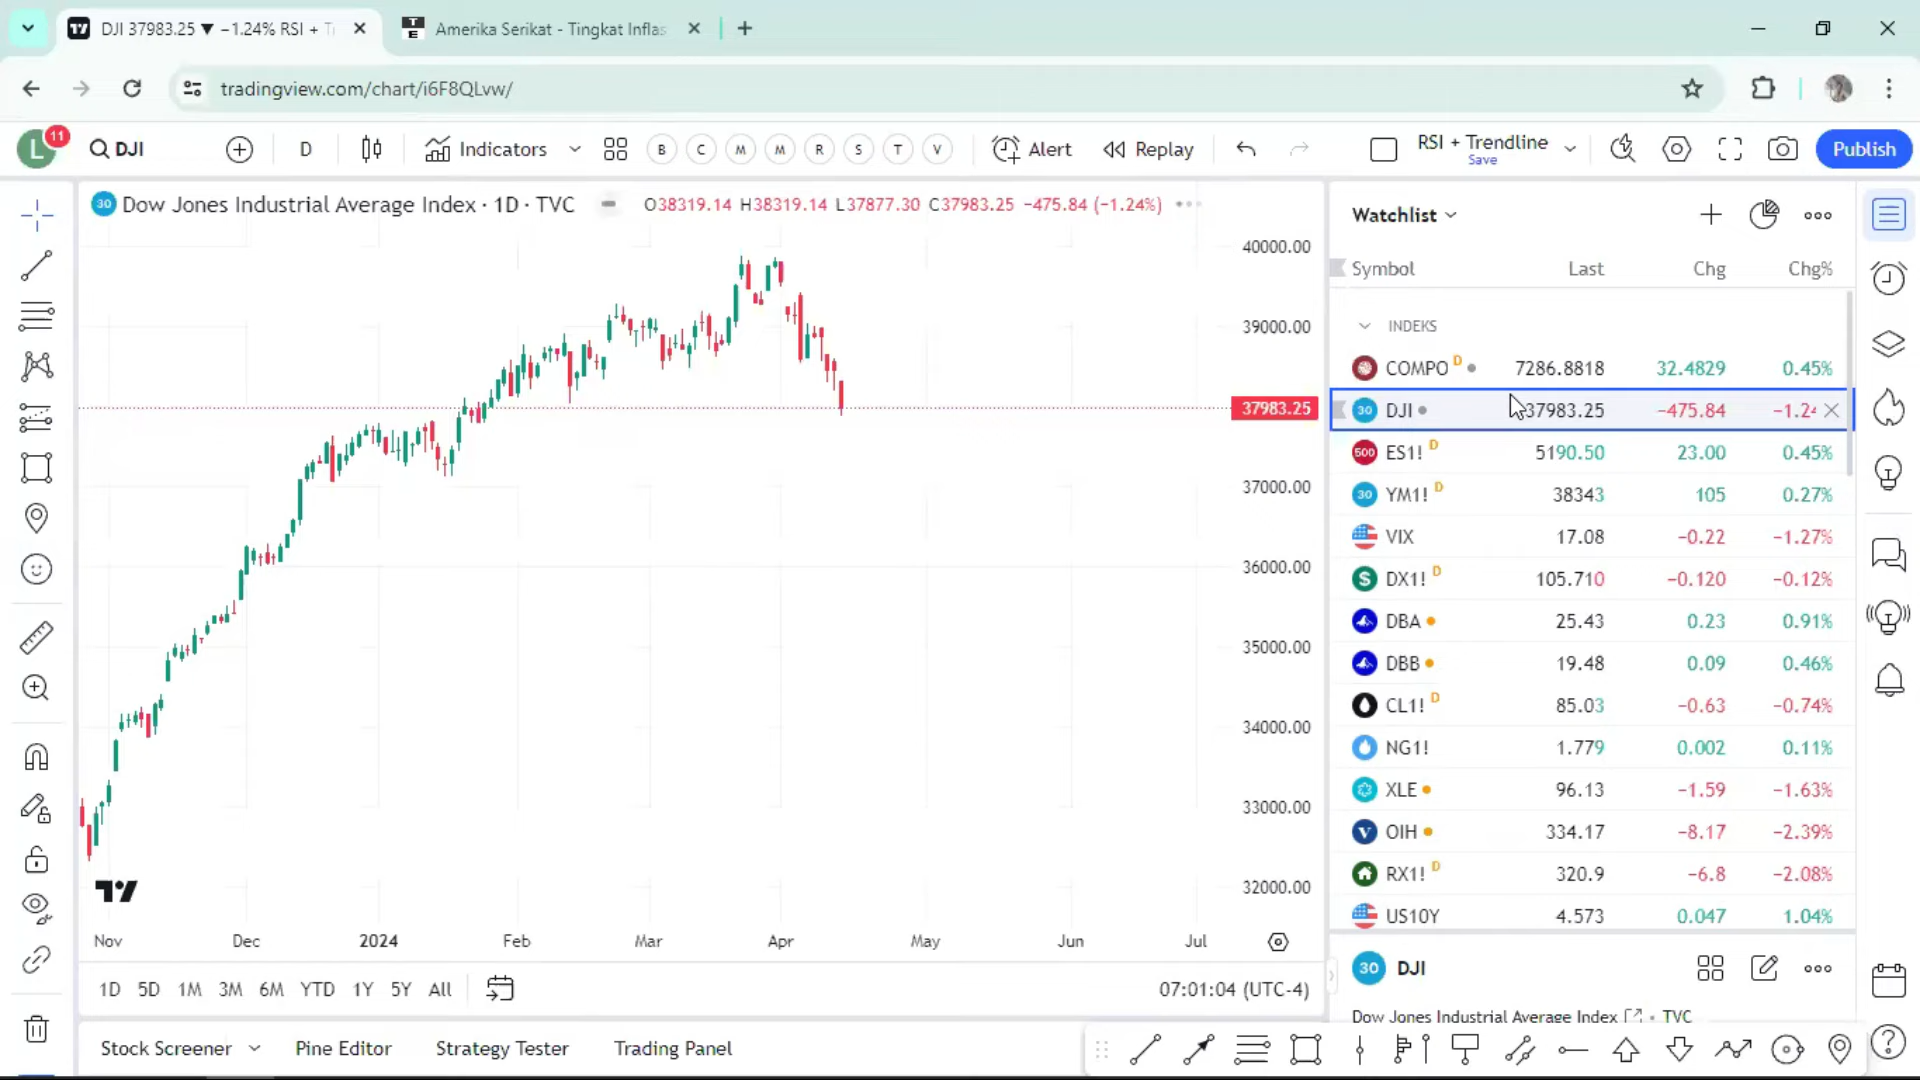 DJI 37983.25 ▼ −1.24% RSI + T
Amerika Serikat - Tingkat Inflas
tradingview.com/chart/i6F8QLvw/
L
11
DJI
D
Indicators
B
C
M
M
R
S
T
V
Alert
Replay
RSI + Trendline
Save
Publish
30 Dow Jones Industrial Average Index · 1D · TVC
O38319.14 H38319.14 L37877.30 C37983.25 −475.84 (−1.24%)
40000.00
39000.00
37983.25
37000.00
36000.00
35000.00
34000.00
33000.00
32000.00
Nov Dec 2024 Feb Mar Apr May Jun Jul
1D 5D 1M 3M 6M YTD 1Y 5Y All
07:01:04 (UTC-4)
Stock Screener
Pine Editor
Strategy Tester
Trading Panel
Watchlist
Symbol Last Chg Chg%
INDEKS
COMPO D 7286.8818 32.4829 0.45%
30 DJI 37983.25 −475.84 −1.24
500 ES1! D 5190.50 23.00 0.45%
30 YM1! D 38343 105 0.27%
VIX 17.08 −0.22 −1.27%
$ DX1! D 105.710 −0.120 −0.12%
DBA 25.43 0.23 0.91%
DBB 19.48 0.09 0.46%
CL1! D 85.03 −0.63 −0.74%
NG1! 1.779 0.002 0.11%
XLE 96.13 −1.59 −1.63%
V OIH 334.17 −8.17 −2.39%
RX1! D 320.9 −6.8 −2.08%
US10Y 4.573 0.047 1.04%
30 DJI
Dow Jones Industrial Average Index • TVC